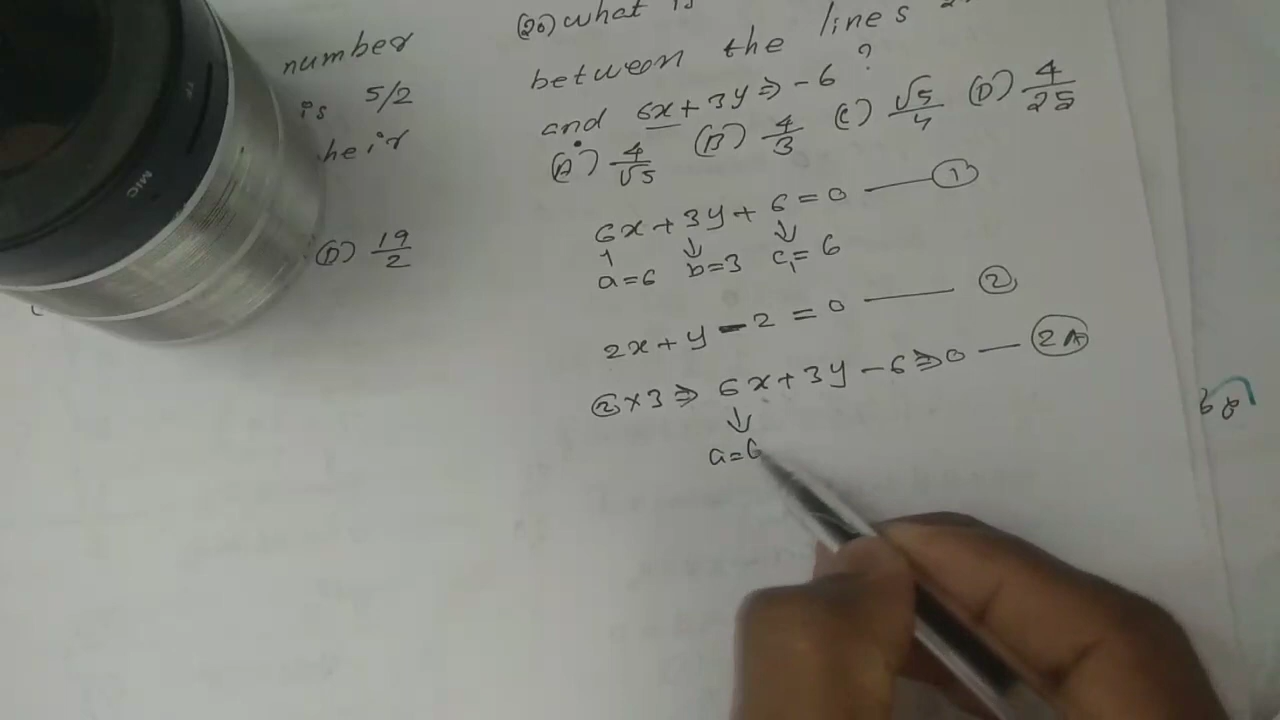 number
is 5/2
heir
(D) 19/2
(20) what is
between the lines
and 6x + 3y => -6 ?
(A) 4/√5 (B) 4/3 (C) √5/4 (D) 4/25
6x + 3y + 6 = 0 — (1)
a=6 b=3 c₁= 6
2x + y - 2 = 0 — (2)
(2) x 3 => 6x + 3y - 6 => 0 — (2A)
a=6
MIC